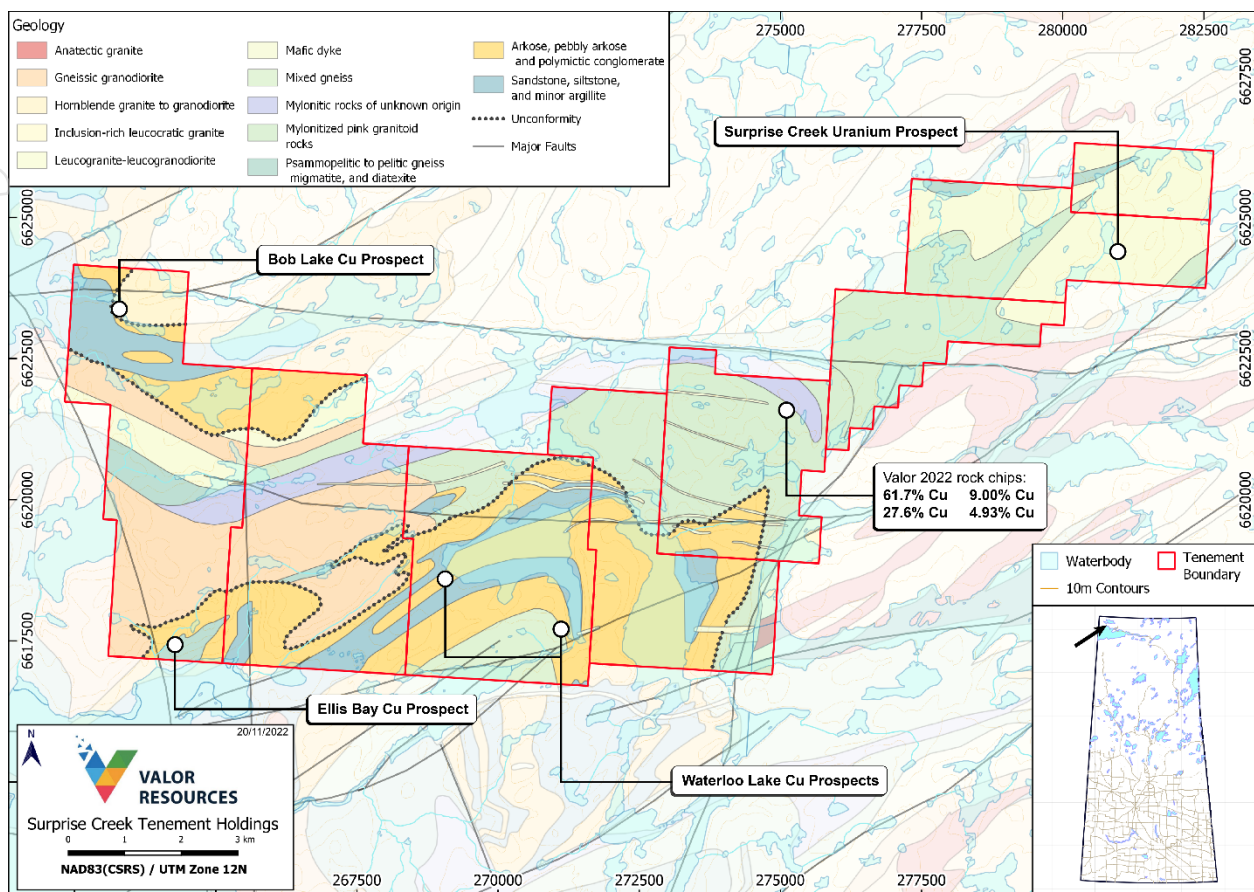 Geology
Anatectic granite
Gneissic granodiorite
Hornblende granite to granodiorite
Inclusion-rich leucocratic granite
Leucogranite-leucogranodiorite
Mafic dyke
Mixed gneiss
Mylonitic rocks of unknown origin
Mylonitized pink granitoid
rocks
Psammopelitic to pelitic gneiss
migmatite, and diatexite
Arkose, pebbly arkose
and polymictic conglomerate
Sandstone, siltstone,
and minor argillite
Unconformity
Major Faults
275000
277500
280000
282500
6627500
6625000
6622500
6620000
6617500
6625000
6622500
6620000
6617500
Surprise Creek Uranium Prospect
Bob Lake Cu Prospect
Valor 2022 rock chips:
61.7% Cu 9.00% Cu
27.6% Cu 4.93% Cu
Ellis Bay Cu Prospect
Waterloo Lake Cu Prospects
Waterbody
Tenement
Boundary
10m Contours
N
20/11/2022
VALOR
RESOURCES
Surprise Creek Tenement Holdings
0 1 2 3 km
NAD83(CSRS) / UTM Zone 12N
267500
270000
272500
275000